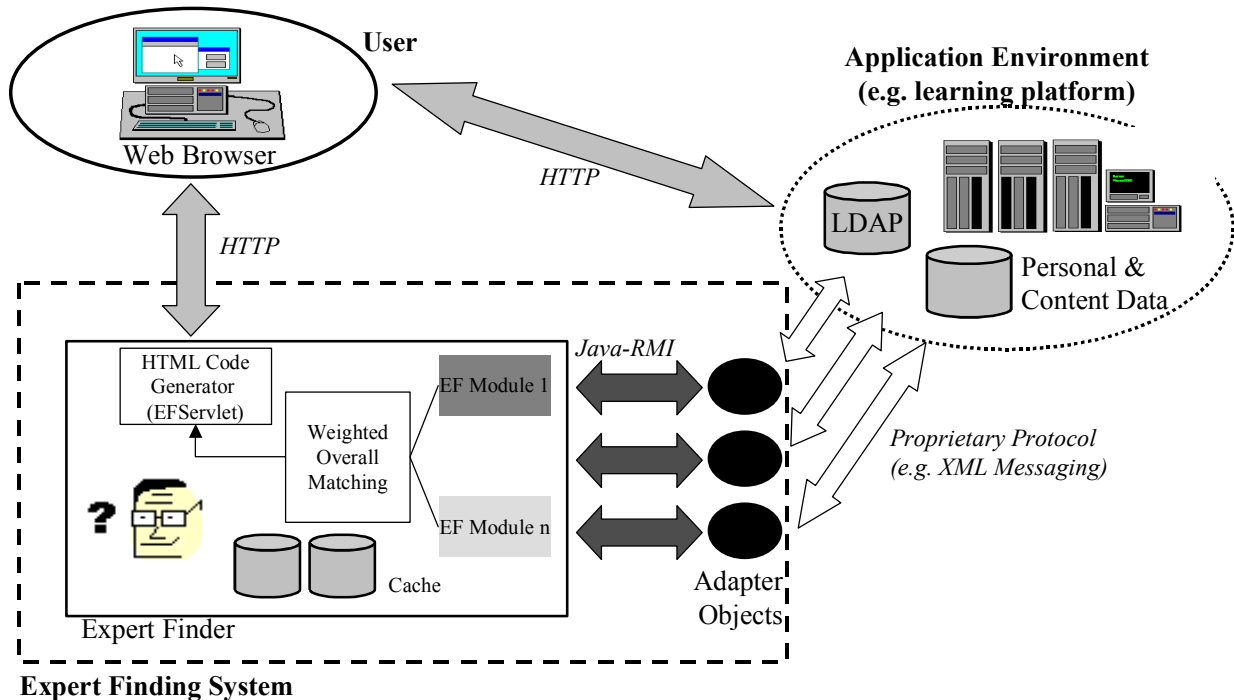 User
Web Browser
Application Environment
(e.g. learning platform)
HTTP
HTTP
LDAP
Personal &
Content Data
HTML Code
Generator
(EFServlet)
Weighted
Overall
Matching
EF Module 1
EF Module n
Java-RMI
Proprietary Protocol
(e.g. XML Messaging)
?
Cache
Adapter
Objects
Expert Finder
Expert Finding System